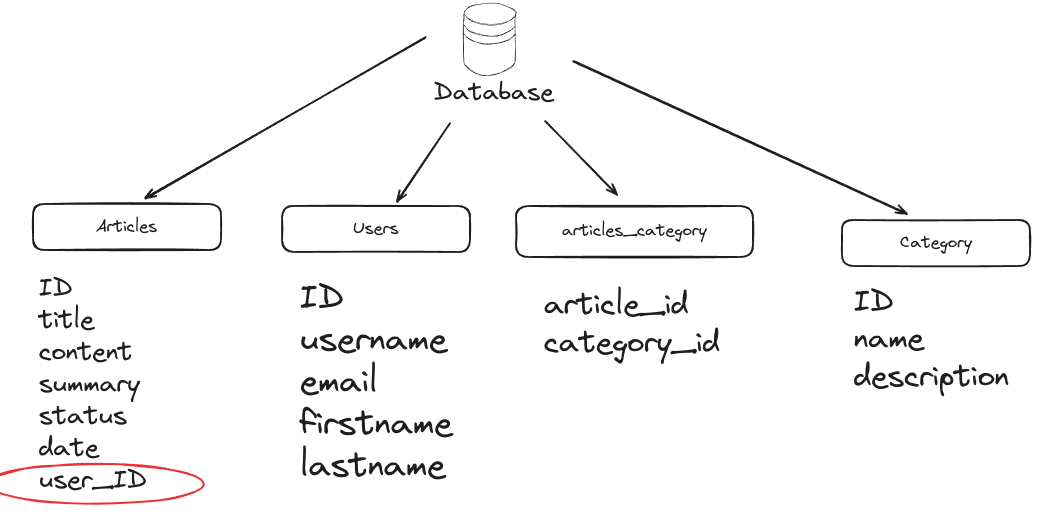 Database
Articles
ID
title
content
summary
status
date
user_ID
Users
ID
username
email
firstname
lastname
articles_category
article_id
category_id
Category
ID
name
description